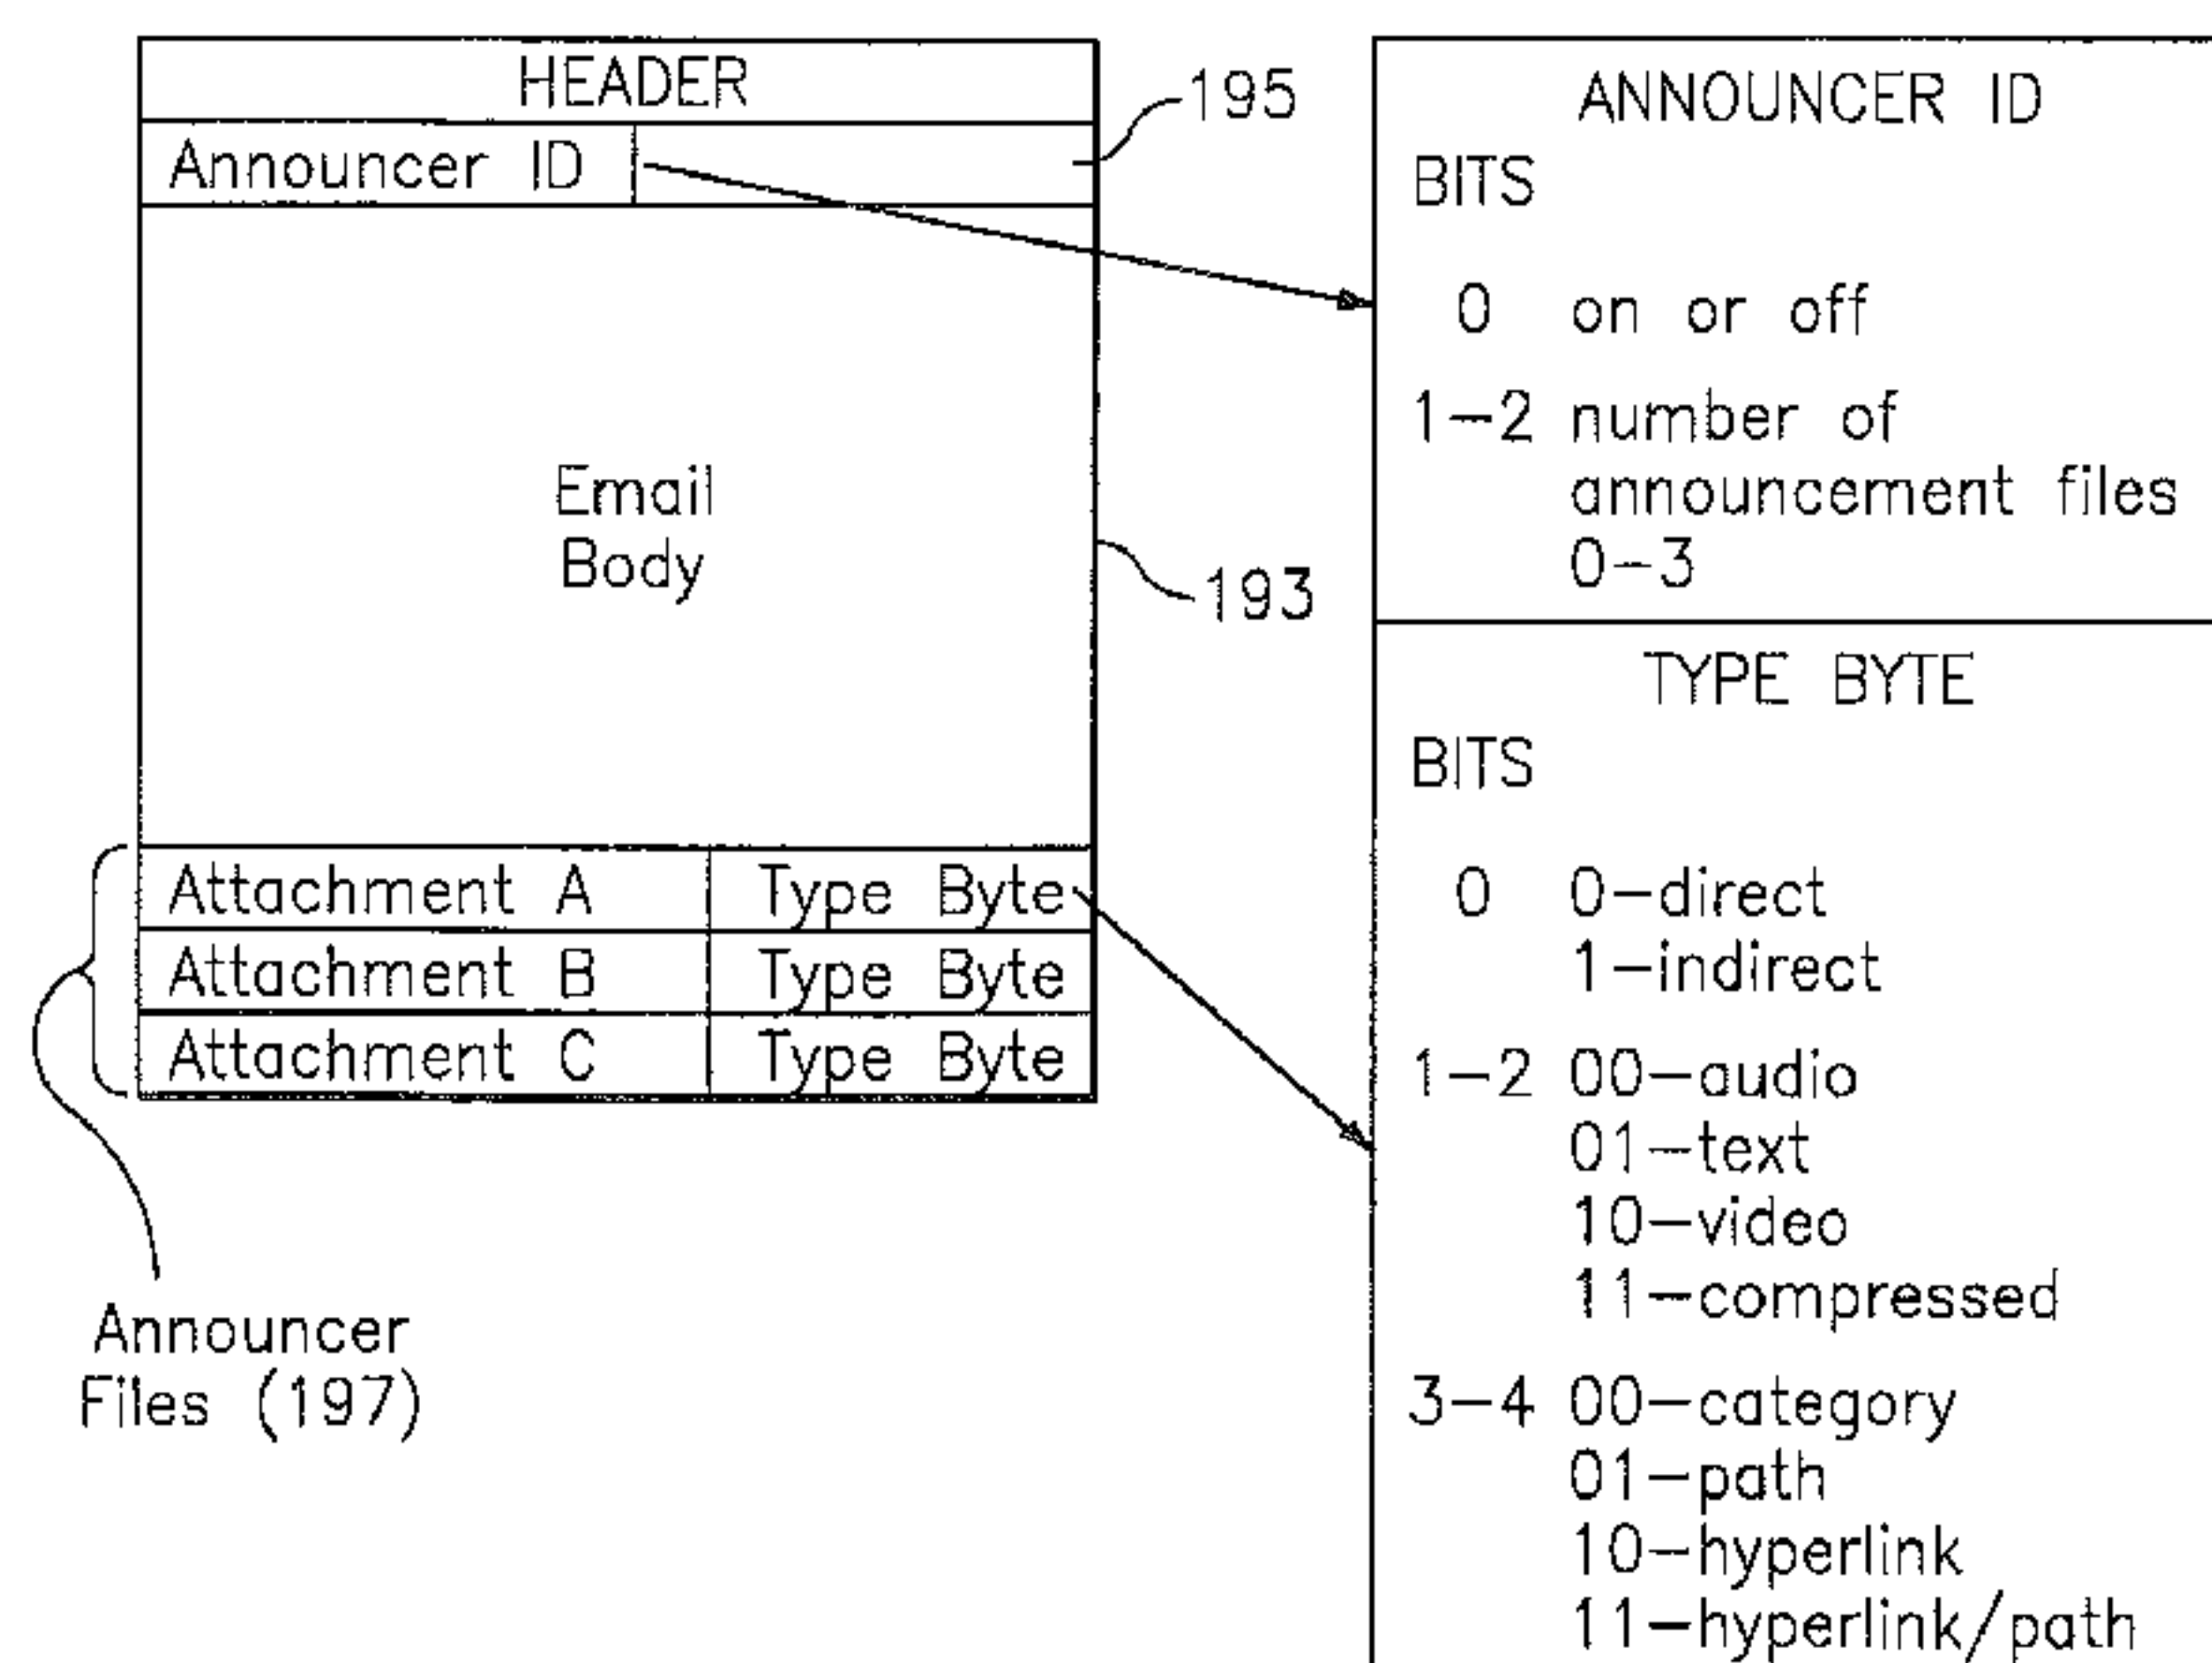 HEADER
Announcer ID
195
Email
Body
193
Attachment A Type Byte
Attachment B Type Byte
Attachment C Type Byte
Announcer
Files (197)
ANNOUNCER ID
BITS
0 on or off
1-2 number of
announcement files
0-3
TYPE BYTE
BITS
0 0-direct
1-indirect
1-2 00-audio
01-text
10-video
11-compressed
3-4 00-category
01-path
10-hyperlink
11-hyperlink/path